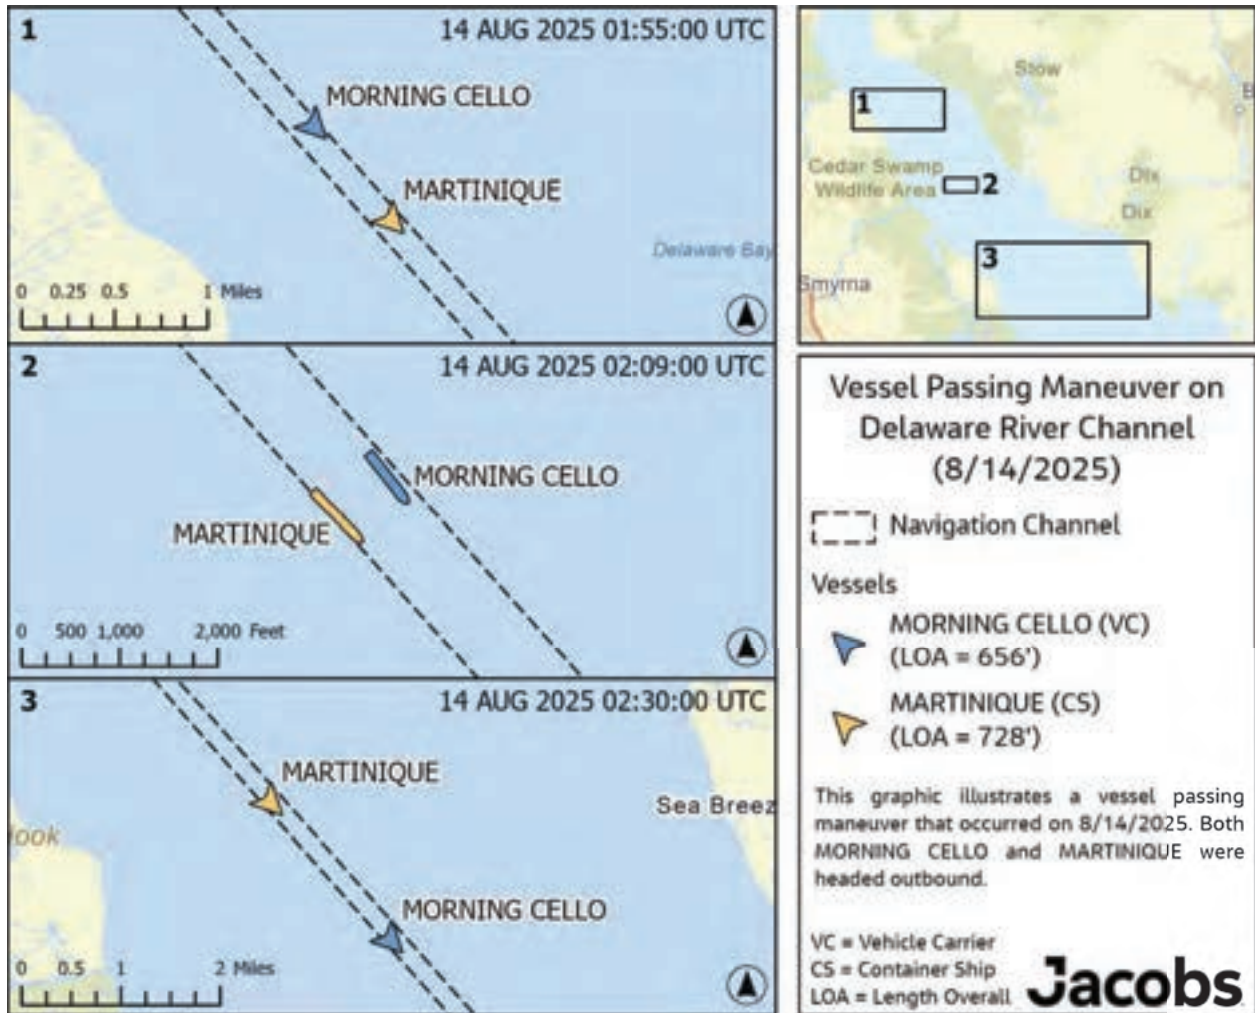 1
14 AUG 2025 01:55:00 UTC
MORNING CELLO
MARTINIQUE
Delaware Bay
0 0.25 0.5 1 Miles
2
14 AUG 2025 02:09:00 UTC
MORNING CELLO
MARTINIQUE
0 500 1,000 2,000 Feet
3
14 AUG 2025 02:30:00 UTC
MARTINIQUE
Sea Breez
look
MORNING CELLO
0 0.5 1 2 Miles
Stow
B
1
Cedar Swamp
Wildlife Area
2
Dix
Dix
3
Smyrna
Vessel Passing Maneuver on
Delaware River Channel
(8/14/2025)
Navigation Channel
Vessels
MORNING CELLO (VC)
(LOA = 656')
MARTINIQUE (CS)
(LOA = 728')
This graphic illustrates a vessel passing
maneuver that occurred on 8/14/2025. Both
MORNING CELLO and MARTINIQUE were
headed outbound.
VC = Vehicle Carrier
CS = Container Ship
LOA = Length Overall
Jacobs